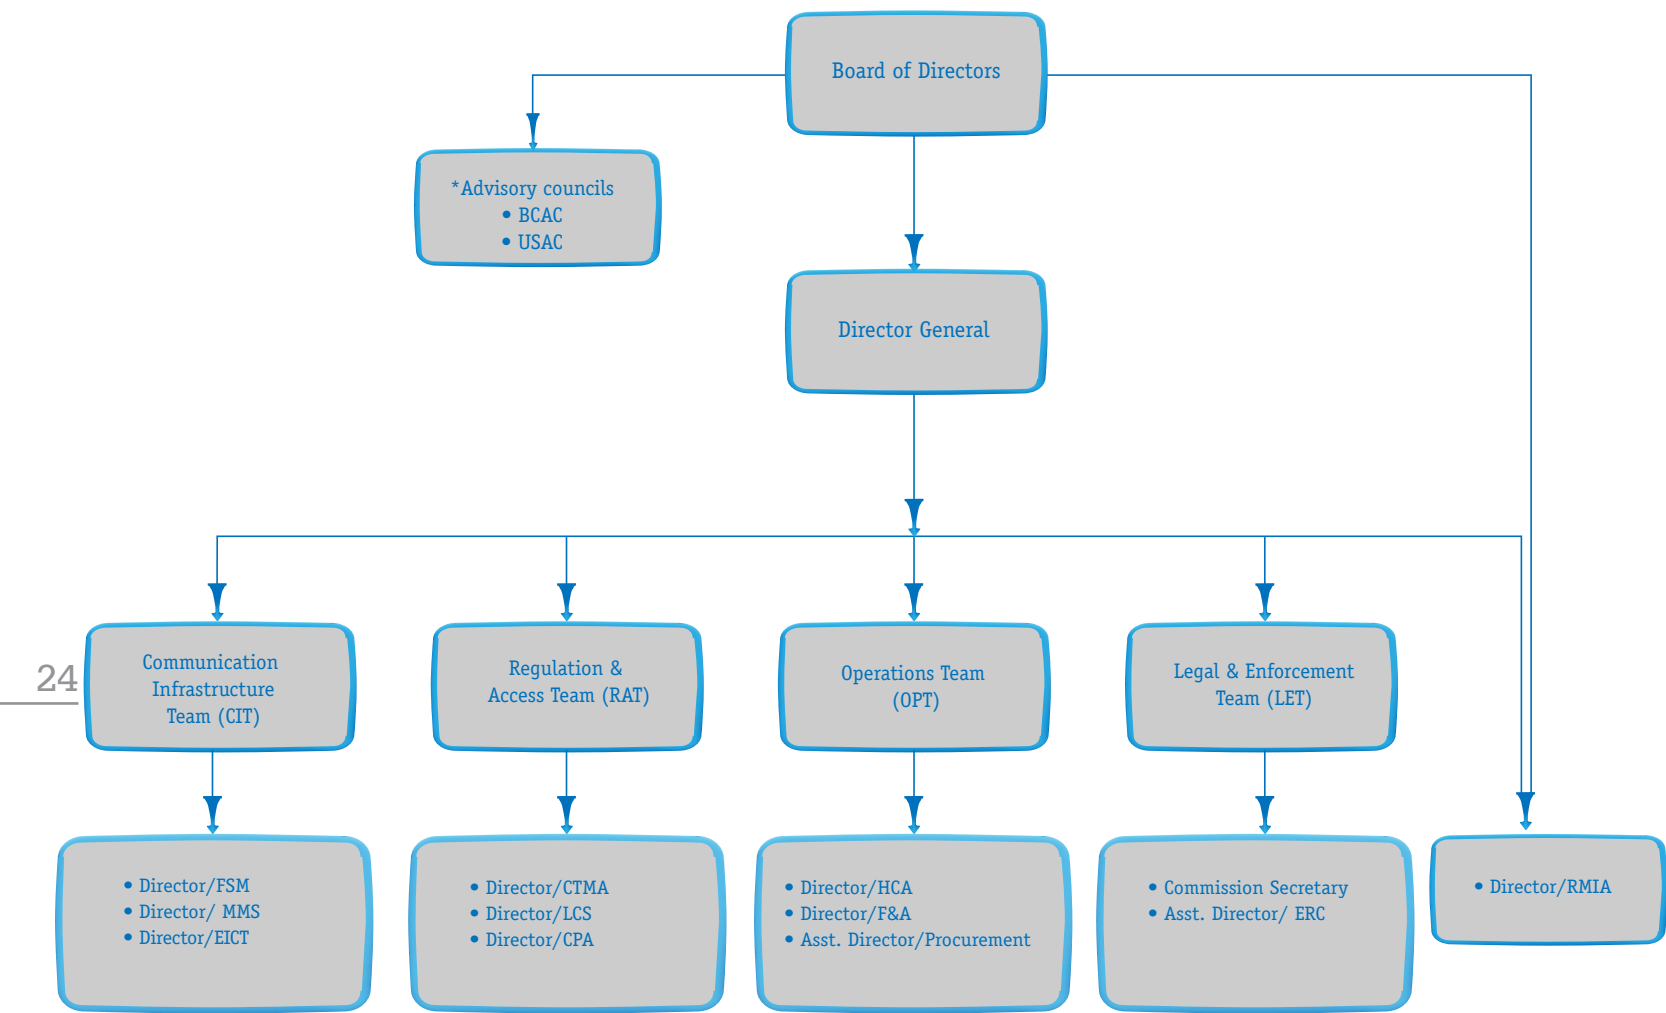 Board of Directors
*Advisory councils
• BCAC
• USAC
Director General
24
Communication
Infrastructure
Team (CIT)
Regulation &
Access Team (RAT)
Operations Team
(OPT)
Legal & Enforcement
Team (LET)
• Director/FSM
• Director/ MMS
• Director/EICT
• Director/CTMA
• Director/LCS
• Director/CPA
• Director/HCA
• Director/F&A
• Asst. Director/Procurement
• Commission Secretary
• Asst. Director/ ERC
• Director/RMIA